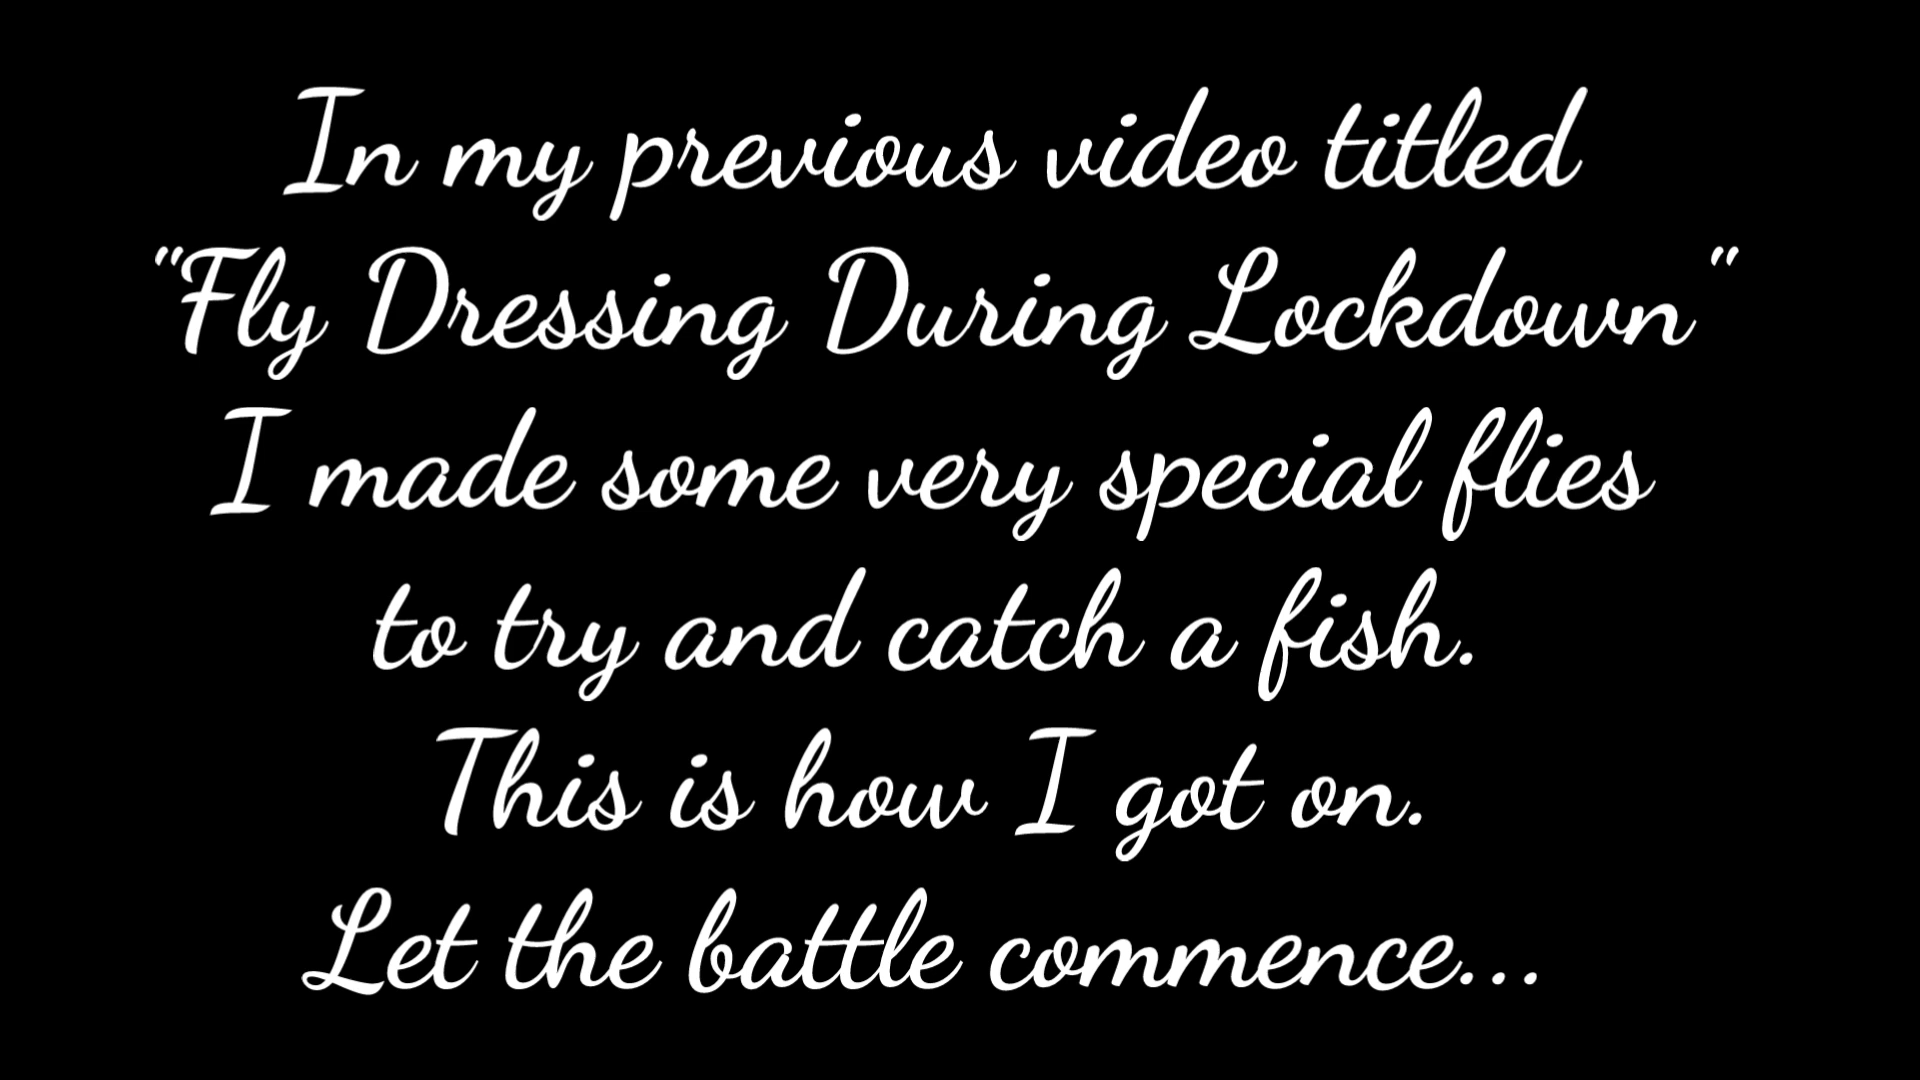 In my previous video titled
"Fly Dressing During Lockdown "
I made some very special flies
to try and catch a fish.
This is how I got on.
Let the battle commence...